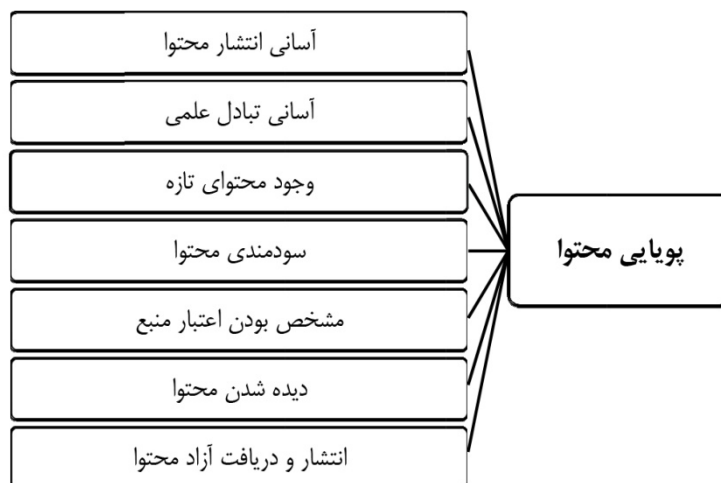 پویایی محتوا
آسانی انتشار محتوا
آسانی تبادل علمی
وجود محتوای تازه
سودمندی محتوا
مشخص بودن اعتبار منبع
دیده شدن محتوا
انتشار و دریافت آزاد محتوا